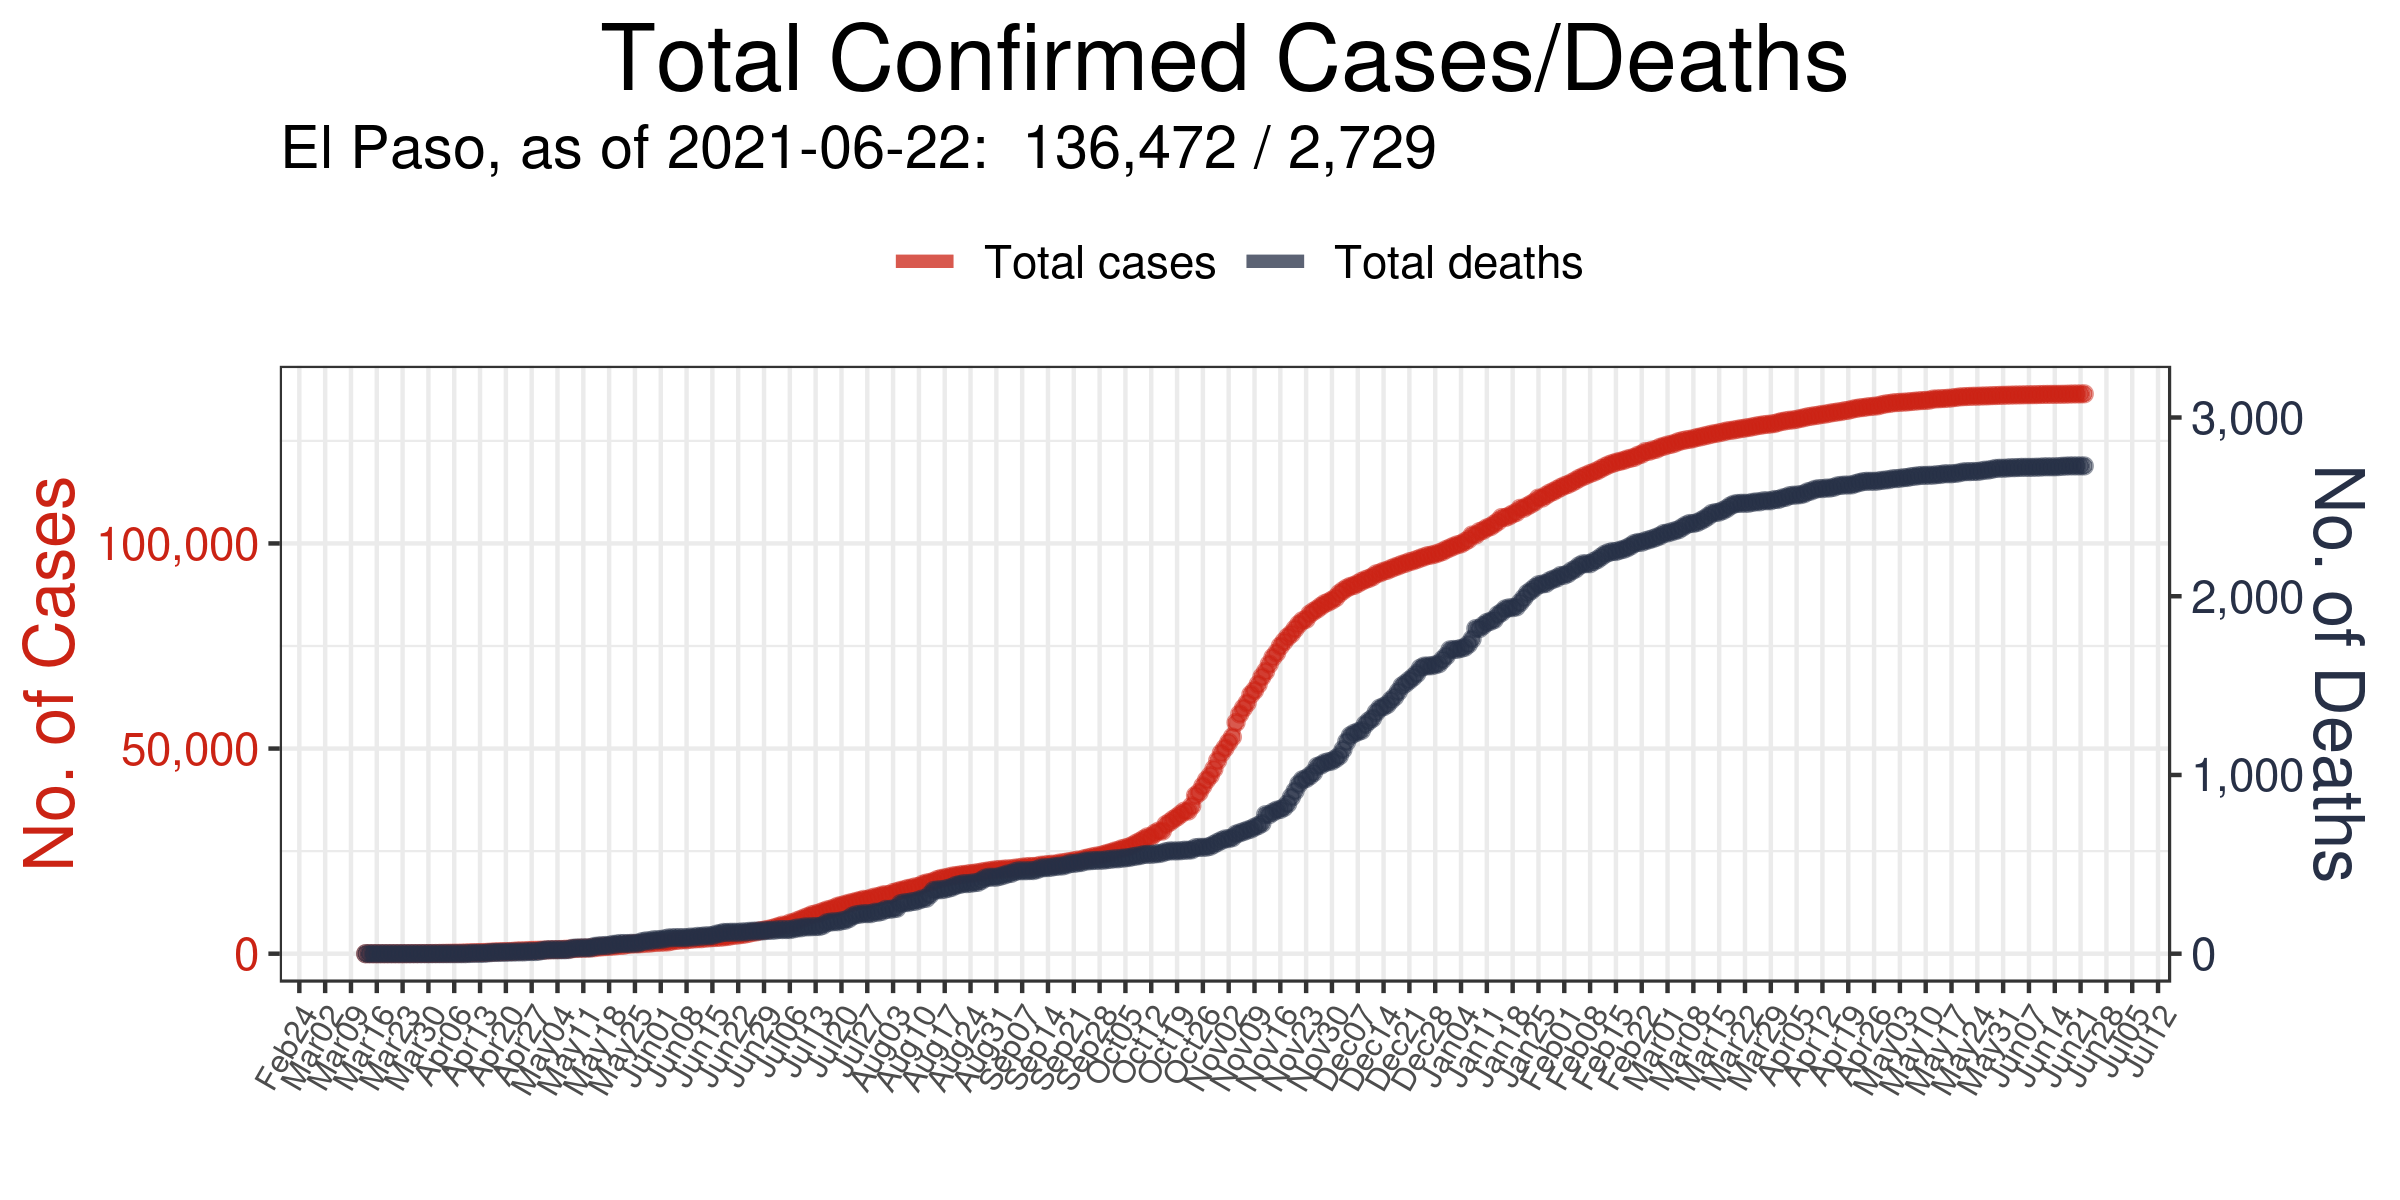 Total Confirmed Cases/Deaths
El Paso, as of 2021-06-22:  136,472 / 2,729
Total cases
Total deaths
No. of Cases
100,000
50,000
0
3,000
2,000
1,000
0
No. of Deaths
Feb24
Mar02
Mar09
Mar16
Mar23
Mar30
Apr06
Apr13
Apr20
Apr27
May04
May11
May18
May25
Jun01
Jun08
Jun15
Jun22
Jun29
Jul06
Jul13
Jul20
Jul27
Aug03
Aug10
Aug17
Aug24
Aug31
Sep07
Sep14
Sep21
Sep28
Oct05
Oct12
Oct19
Oct26
Nov02
Nov09
Nov16
Nov23
Nov30
Dec07
Dec14
Dec21
Dec28
Jan04
Jan11
Jan18
Jan25
Feb01
Feb08
Feb15
Feb22
Mar01
Mar08
Mar15
Mar22
Mar29
Apr05
Apr12
Apr19
Apr26
May03
May10
May17
May24
May31
Jun07
Jun14
Jun21
Jun28
Jul05
Jul12